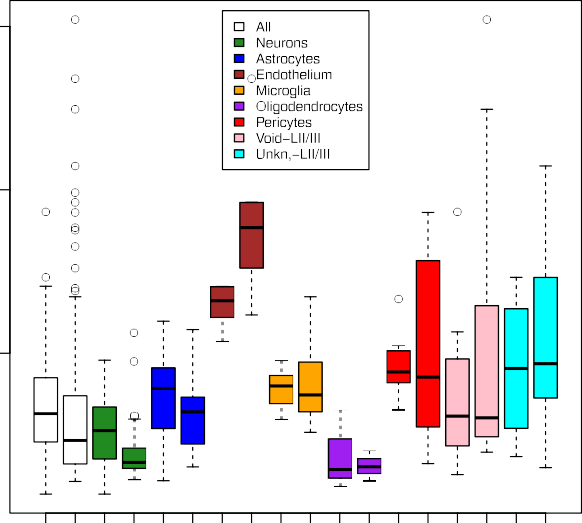 All
Neurons
Astrocytes
Endothelium
Microglia
Oligodendrocytes
Pericytes
Void-LII/III
Unkn,-LII/III